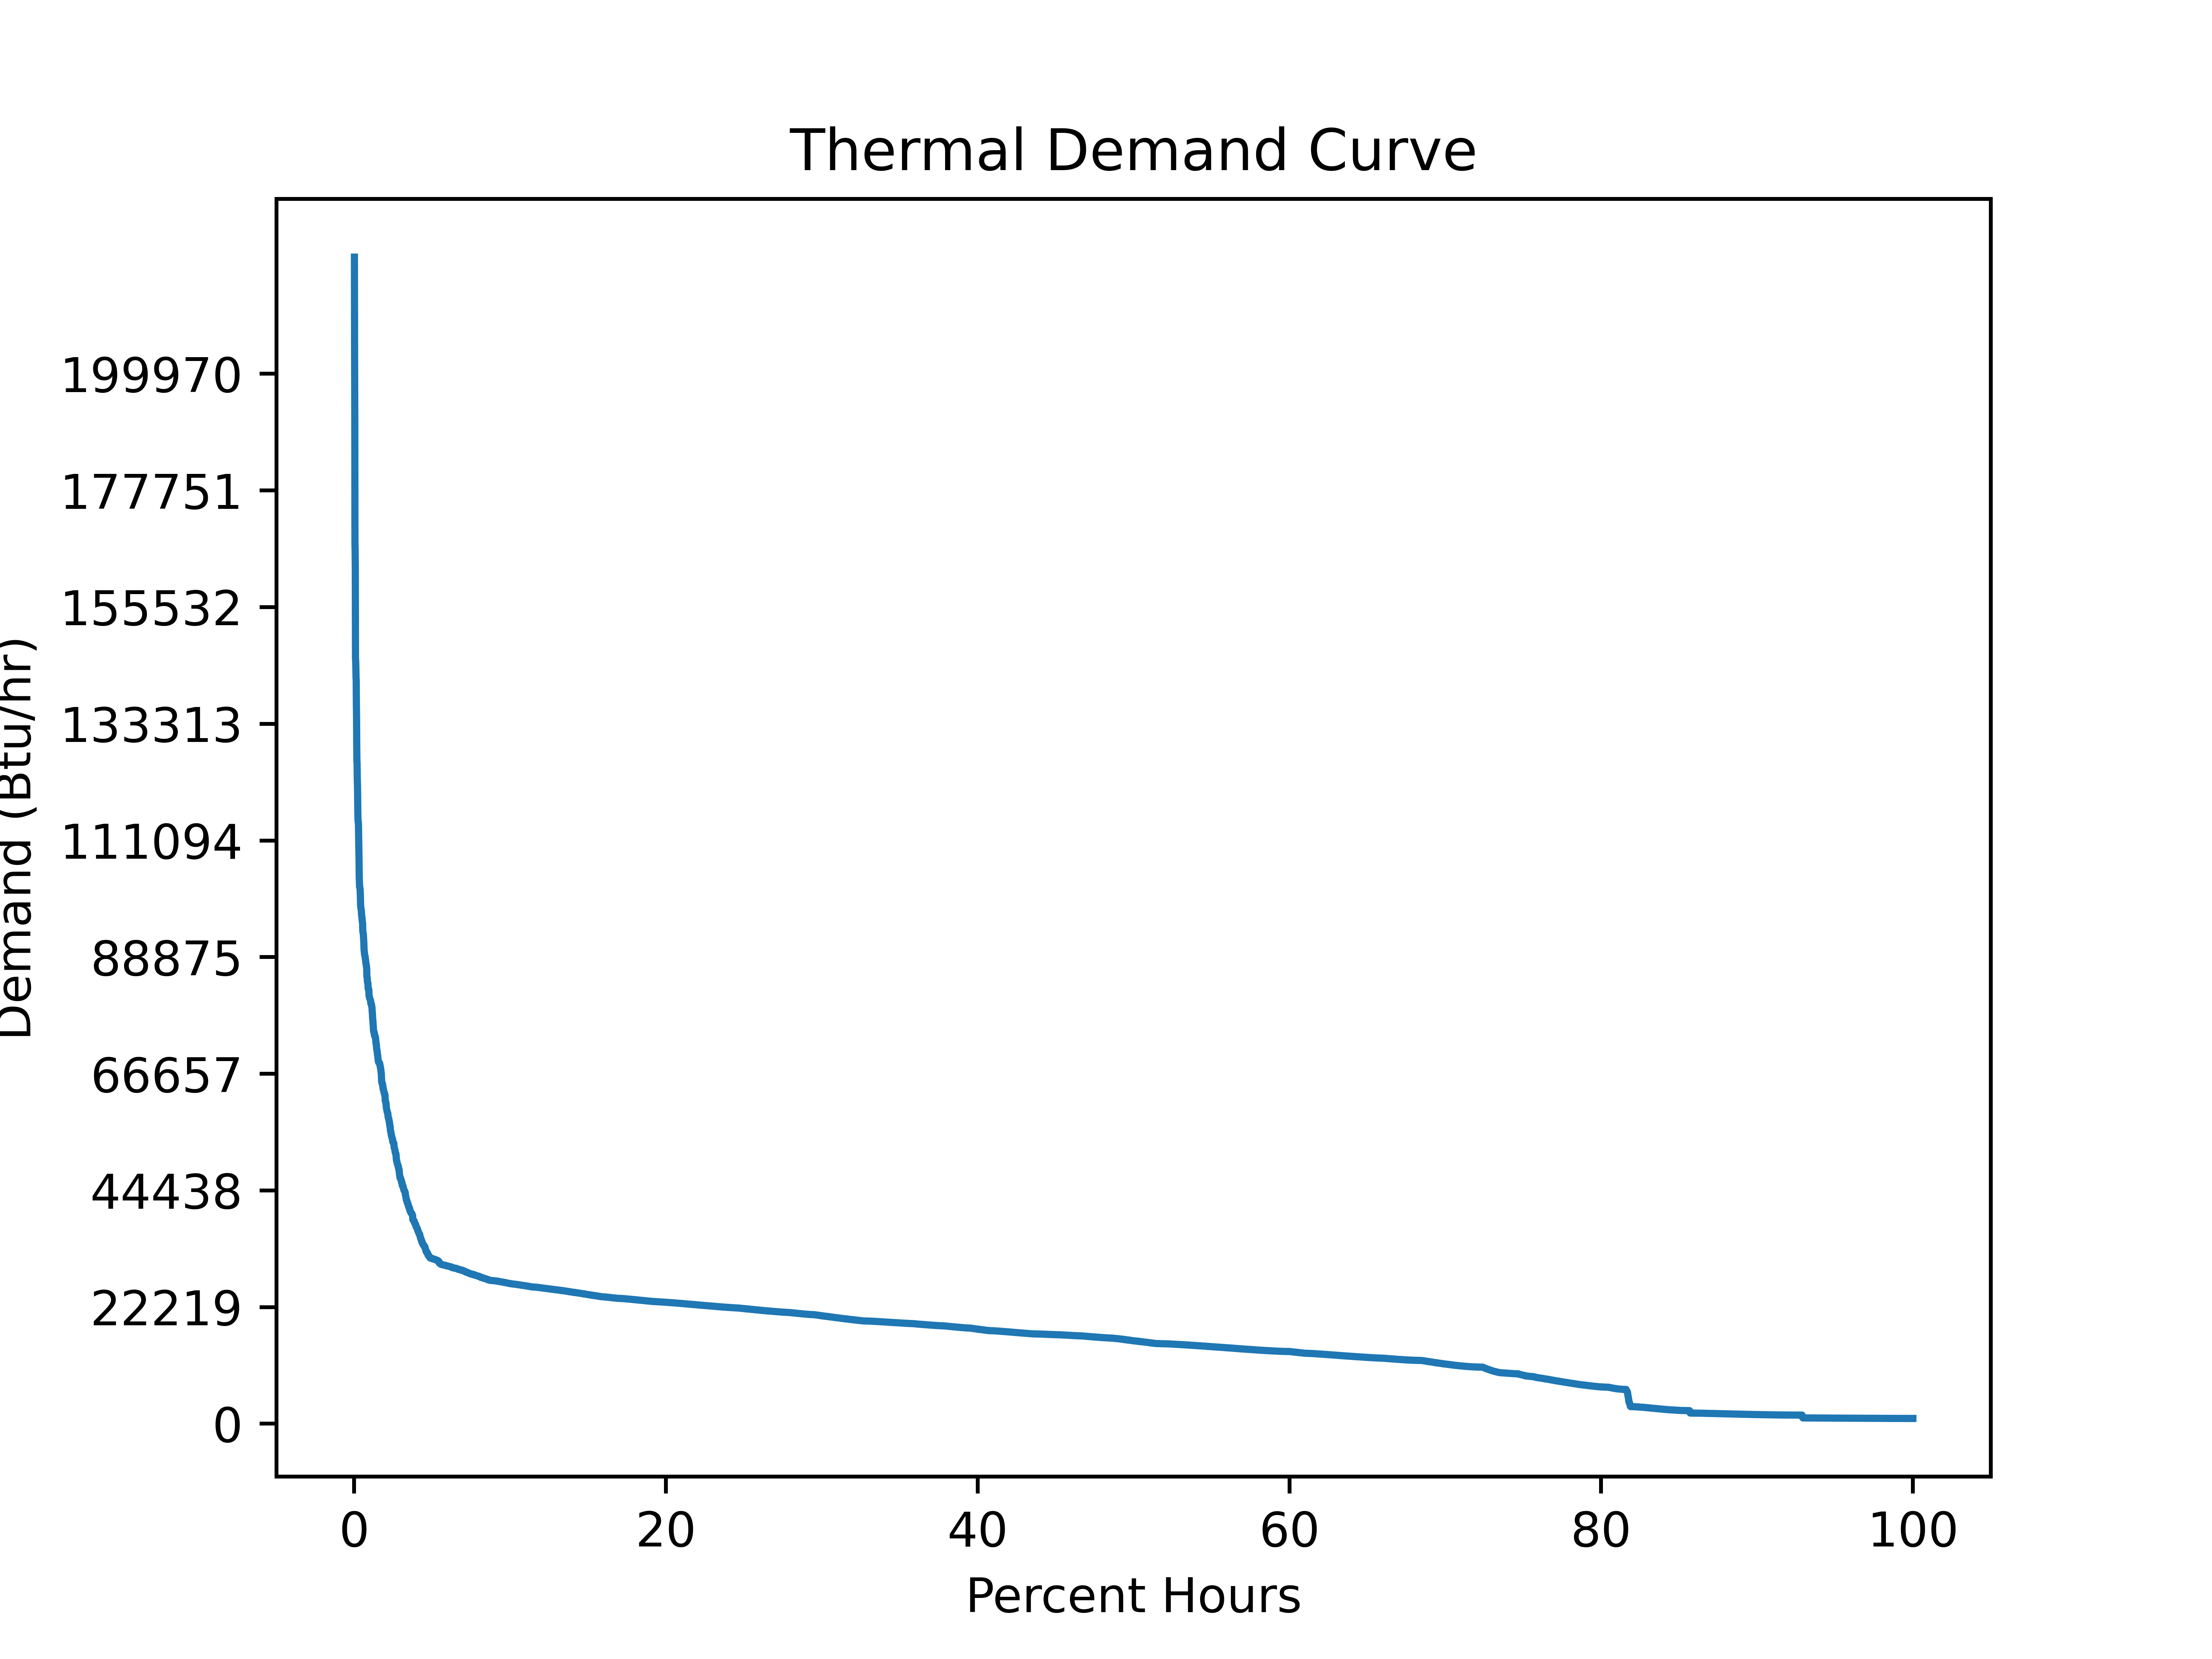 Thermal Demand Curve
Demand (Btu/hr)
199970
177751
155532
133313
111094
88875
66657
44438
22219
0
0 20 40 60 80 100
Percent Hours